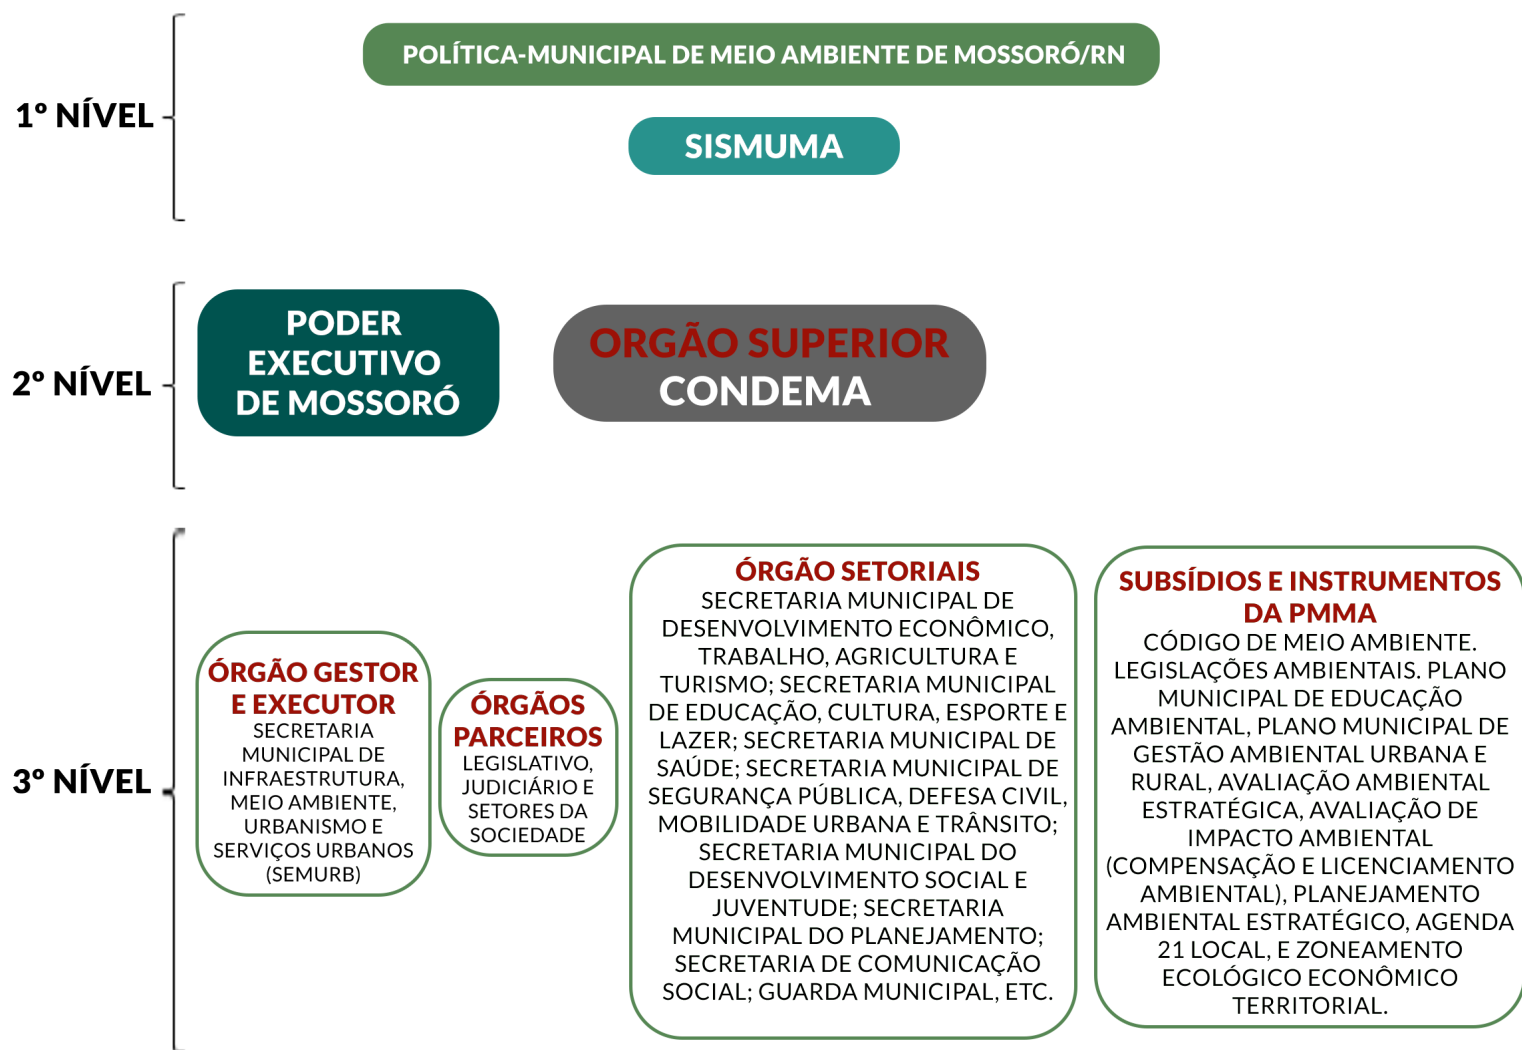 POLÍTICA-MUNICIPAL DE MEIO AMBIENTE DE MOSSORÓ/RN
1º NÍVEL
SISMUMA
2º NÍVEL
PODER
EXECUTIVO
DE MOSSORÓ
ORGÃO SUPERIOR
CONDEMA
3º NÍVEL
ÓRGÃO GESTOR
E EXECUTOR
SECRETARIA
MUNICIPAL DE
INFRAESTRUTURA,
MEIO AMBIENTE,
URBANISMO E
SERVIÇOS URBANOS
(SEMURB)
ÓRGÃOS
PARCEIROS
LEGISLATIVO,
JUDICIÁRIO E
SETORES DA
SOCIEDADE
ÓRGÃO SETORIAIS
SECRETARIA MUNICIPAL DE
DESENVOLVIMENTO ECONÔMICO,
TRABALHO, AGRICULTURA E
TURISMO; SECRETARIA MUNICIPAL
DE EDUCAÇÃO, CULTURA, ESPORTE E
LAZER; SECRETARIA MUNICIPAL DE
SAÚDE; SECRETARIA MUNICIPAL DE
SEGURANÇA PÚBLICA, DEFESA CIVIL,
MOBILIDADE URBANA E TRÂNSITO;
SECRETARIA MUNICIPAL DO
DESENVOLVIMENTO SOCIAL E
JUVENTUDE; SECRETARIA
MUNICIPAL DO PLANEJAMENTO;
SECRETARIA DE COMUNICAÇÃO
SOCIAL; GUARDA MUNICIPAL, ETC.
SUBSÍDIOS E INSTRUMENTOS
DA PMMA
CÓDIGO DE MEIO AMBIENTE.
LEGISLAÇÕES AMBIENTAIS. PLANO
MUNICIPAL DE EDUCAÇÃO
AMBIENTAL, PLANO MUNICIPAL DE
GESTÃO AMBIENTAL URBANA E
RURAL, AVALIAÇÃO AMBIENTAL
ESTRATÉGICA, AVALIAÇÃO DE
IMPACTO AMBIENTAL
(COMPENSAÇÃO E LICENCIAMENTO
AMBIENTAL), PLANEJAMENTO
AMBIENTAL ESTRATÉGICO, AGENDA
21 LOCAL, E ZONEAMENTO
ECOLÓGICO ECONÔMICO
TERRITORIAL.